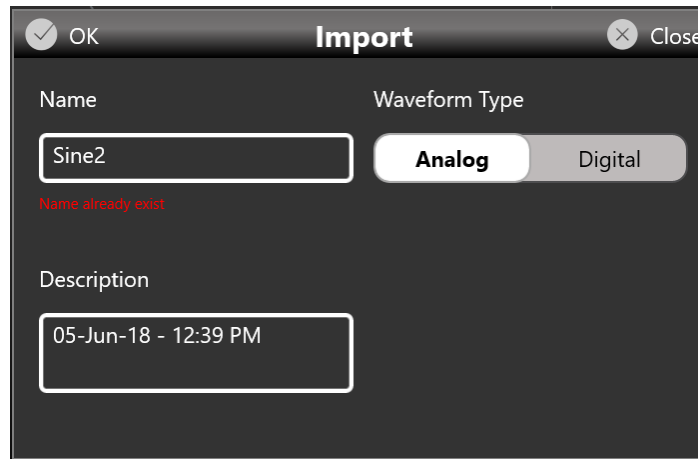 OK Import Close
Name
Waveform Type
Sine2
Analog Digital
Name already exist
Description
05-Jun-18 - 12:39 PM